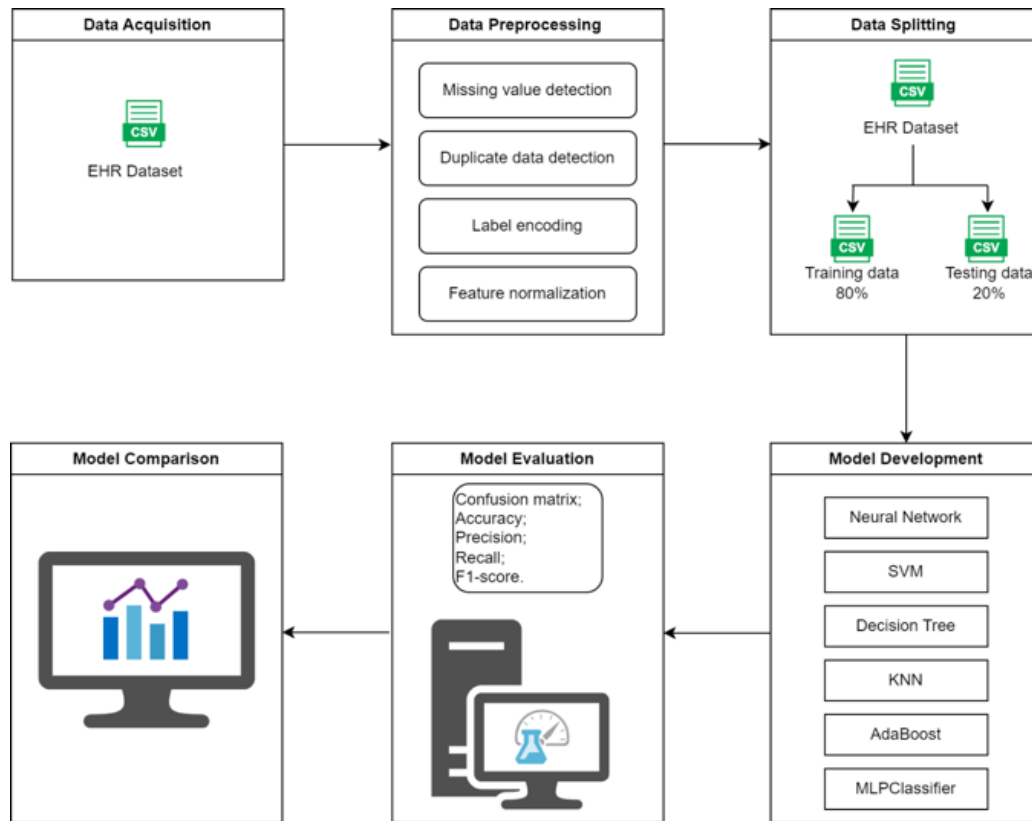 Data Acquisition
CSV
EHR Dataset
Data Preprocessing
Missing value detection
Duplicate data detection
Label encoding
Feature normalization
Data Splitting
CSV
EHR Dataset
CSV
Training data
80%
CSV
Testing data
20%
Model Development
Neural Network
SVM
Decision Tree
KNN
AdaBoost
MLPClassifier
Model Evaluation
Confusion matrix;
Accuracy;
Precision;
Recall;
F1-score.
Model Comparison